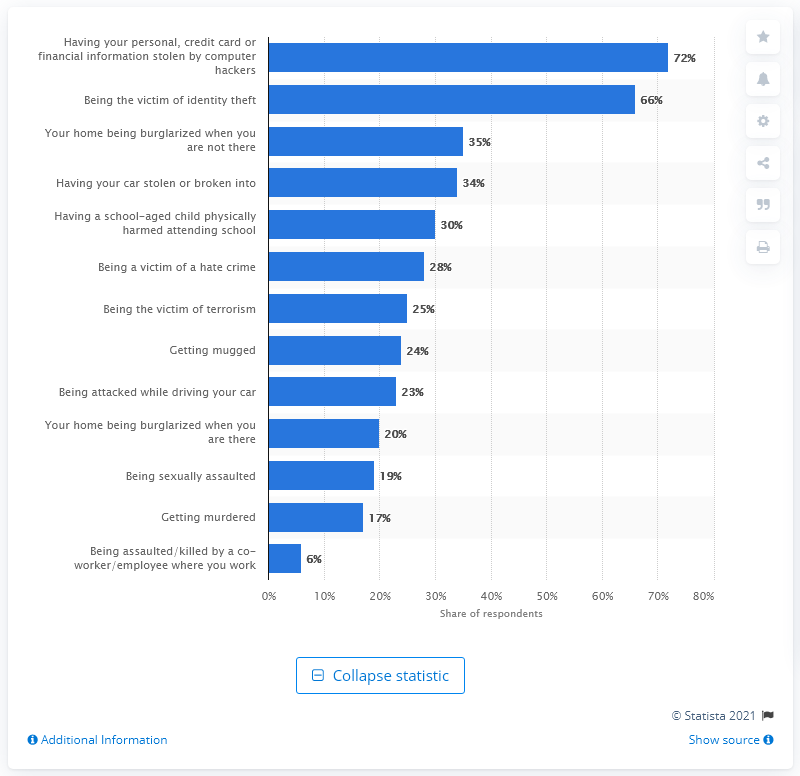 Having your personal, credit card or
financial information stolen by computer
hackers
72%
Being the victim of identity theft
66%
Your home being burglarized when you
are not there
35%
Having your car stolen or broken into
34%
Having a school-aged child physically
harmed attending school
30%
Being a victim of a hate crime
28%
Being the victim of terrorism
25%
Getting mugged
24%
Being attacked while driving your car
23%
Your home being burglarized when you
are there
20%
Being sexually assaulted
19%
Getting murdered
17%
Being assaulted/killed by a co-
worker/employee where you work
6%
0% 10% 20% 30% 40% 50% 60% 70% 80%
Share of respondents
Collapse statistic
© Statista 2021
Additional Information
Show source